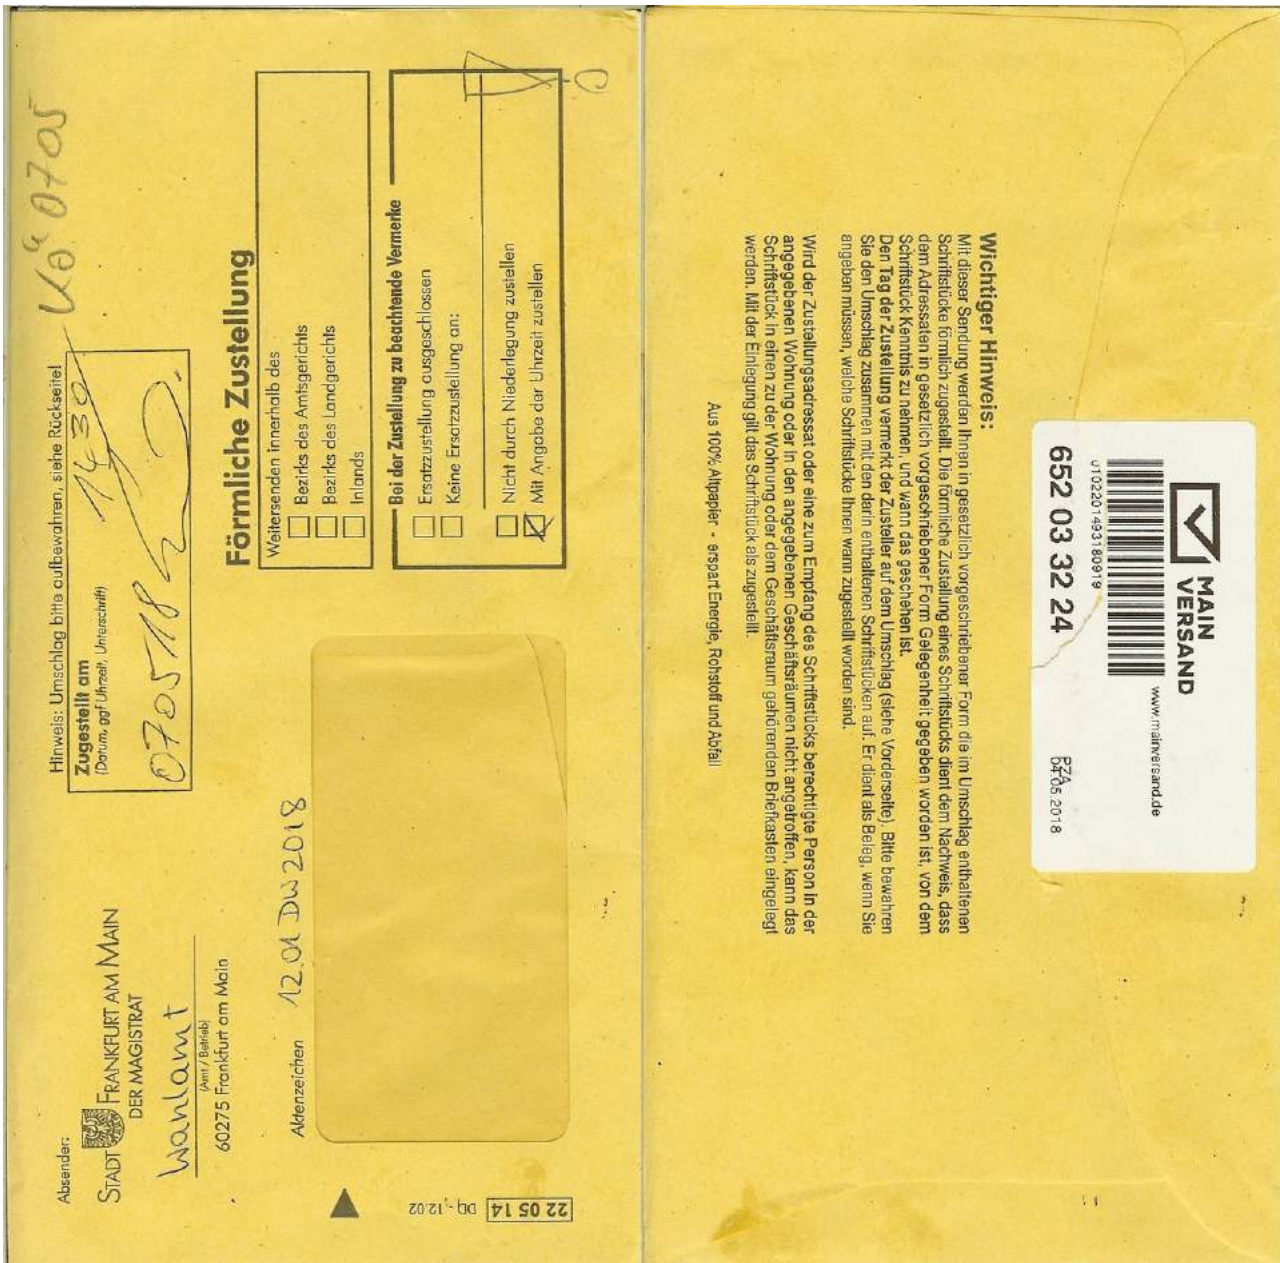 Absender:
STADT FRANKFURT AM MAIN
DER MAGISTRAT
Wahlamt
(Amt / Betrieb)
60275 Frankfurt am Main
Aktenzeichen 12.01 DW 2018
Hinweis: Umschlag bitte aufbewahren, siehe Rückseite!
Zugestellt am
(Datum, ggf. Uhrzeit, Unterschrift)
1430
070518
0705
Förmliche Zustellung
Weitersenden innerhalb des
Bezirks des Amtsgerichts
Bezirks des Landgerichts
Inlands
Bei der Zustellung zu beachtende Vermerke
Ersatzzustellung ausgeschlossen
Keine Ersatzzustellung an:
Nicht durch Niederlegung zustellen
Mit Angabe der Uhrzeit zustellen
22 05 14 DQ - 12.02
MAIN
VERSAND
www.mainversand.de
0102201493180919
652 03 32 24
PZA
04.05.2018
Wichtiger Hinweis:
Mit dieser Sendung werden Ihnen in gesetzlich vorgeschriebener Form die im Umschlag enthaltenen
Schriftstücke förmlich zugestellt. Die förmliche Zustellung eines Schriftstücks dient dem Nachweis, dass
dem Adressaten in gesetzlich vorgeschriebener Form Gelegenheit gegeben worden ist, von dem
Schriftstück Kenntnis zu nehmen, und wann das geschehen ist.
Den Tag der Zustellung vermerkt der Zusteller auf dem Umschlag (siehe Vorderseite). Bitte bewahren
Sie den Umschlag zusammen mit den darin enthaltenen Schriftstücken auf. Er dient als Beleg, wenn Sie
angeben müssen, welche Schriftstücke Ihnen wann zugestellt worden sind.
Wird der Zustellungsadressat oder eine zum Empfang des Schriftstücks berechtigte Person in der
angegebenen Wohnung oder in den angegebenen Geschäftsräumen nicht angetroffen, kann das
Schriftstück in einen zu der Wohnung oder dem Geschäftsraum gehörenden Briefkasten eingelegt
werden. Mit der Einlegung gilt das Schriftstück als zugestellt.
Aus 100% Altpapier - erspart Energie, Rohstoff und Abfall